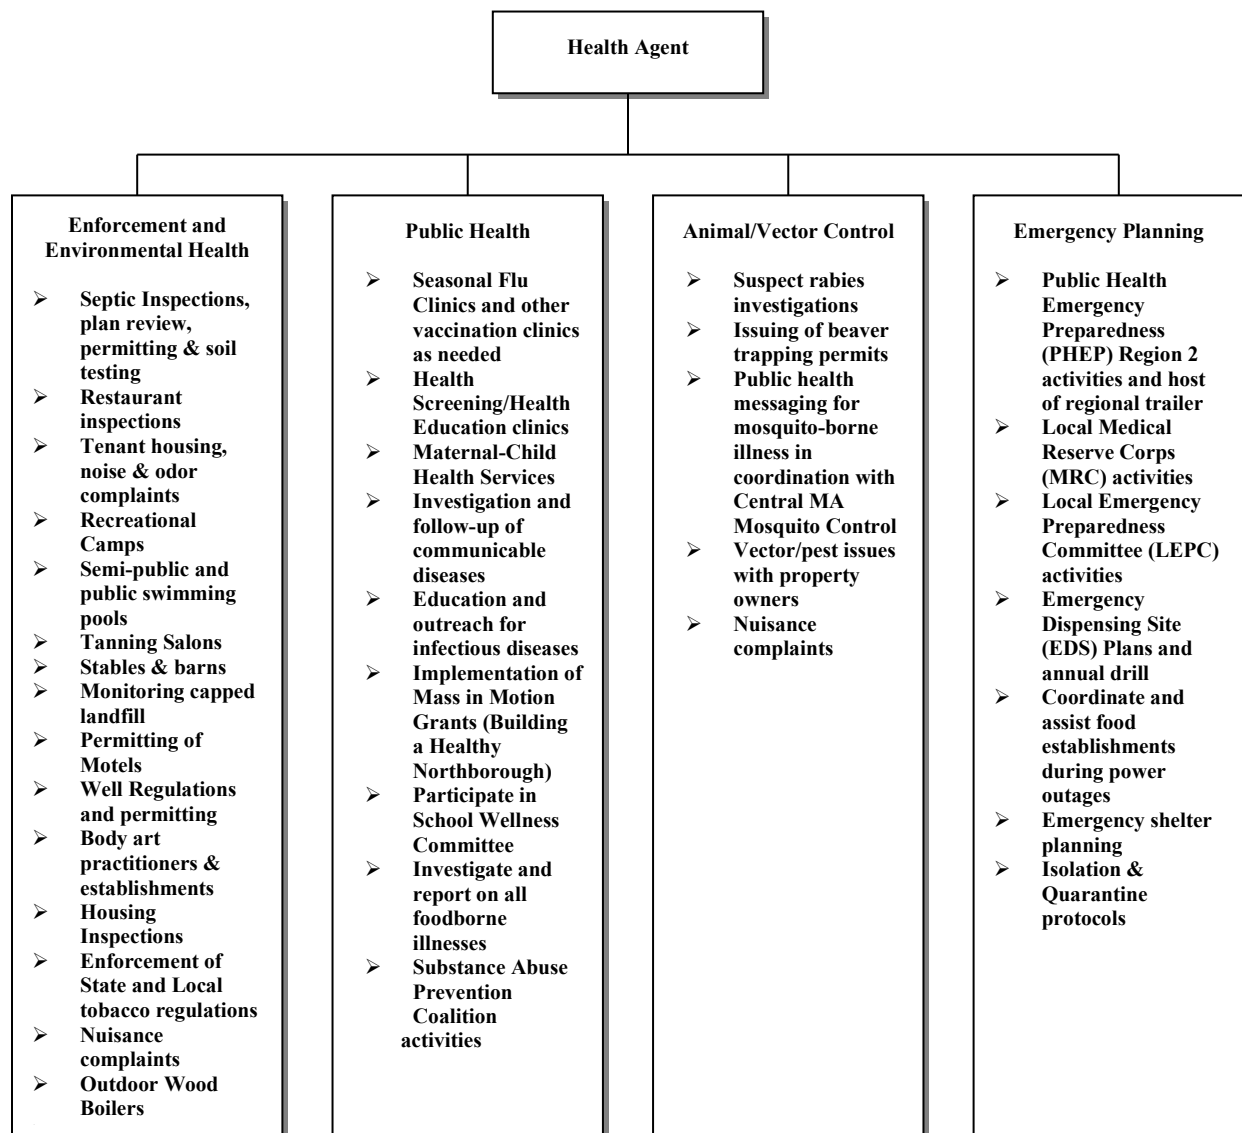 Health Agent
Enforcement and
Environmental Health
➢ Septic Inspections,
plan review,
permitting & soil
testing
➢ Restaurant
inspections
➢ Tenant housing,
noise & odor
complaints
➢ Recreational
Camps
➢ Semi-public and
public swimming
pools
➢ Tanning Salons
➢ Stables & barns
➢ Monitoring capped
landfill
➢ Permitting of
Motels
➢ Well Regulations
and permitting
➢ Body art
practitioners &
establishments
➢ Housing
Inspections
➢ Enforcement of
State and Local
tobacco regulations
➢ Nuisance
complaints
➢ Outdoor Wood
Boilers
Public Health
➢ Seasonal Flu
Clinics and other
vaccination clinics
as needed
➢ Health
Screening/Health
Education clinics
➢ Maternal-Child
Health Services
➢ Investigation and
follow-up of
communicable
diseases
➢ Education and
outreach for
infectious diseases
➢ Implementation of
Mass in Motion
Grants (Building
a Healthy
Northborough)
➢ Participate in
School Wellness
Committee
➢ Investigate and
report on all
foodborne
illnesses
➢ Substance Abuse
Prevention
Coalition
activities
Animal/Vector Control
➢ Suspect rabies
investigations
➢ Issuing of beaver
trapping permits
➢ Public health
messaging for
mosquito-borne
illness in
coordination with
Central MA
Mosquito Control
➢ Vector/pest issues
with property
owners
➢ Nuisance
complaints
Emergency Planning
➢ Public Health
Emergency
Preparedness
(PHEP) Region 2
activities and host
of regional trailer
➢ Local Medical
Reserve Corps
(MRC) activities
➢ Local Emergency
Preparedness
Committee (LEPC)
activities
➢ Emergency
Dispensing Site
(EDS) Plans and
annual drill
➢ Coordinate and
assist food
establishments
during power
outages
➢ Emergency shelter
planning
➢ Isolation &
Quarantine
protocols